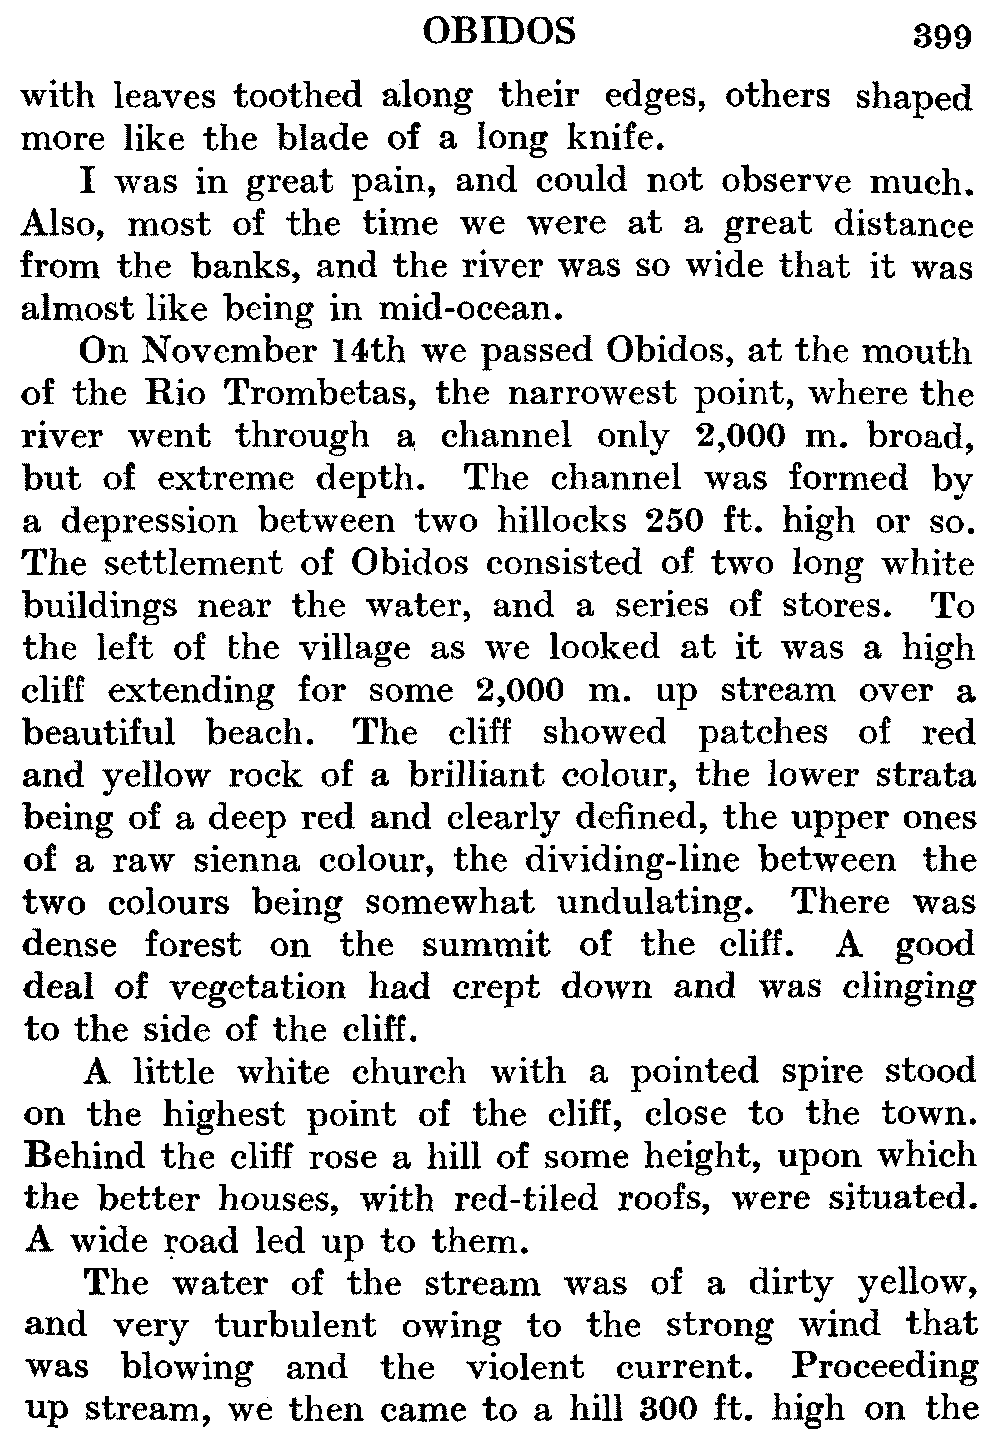 OBIDOS 399
with leaves toothed along their edges, others shaped
more like the blade of a long knife.
I was in great pain, and could not observe much.
Also, most of the time we were at a great distance
from the banks, and the river was so wide that it was
almost like being in mid-ocean.
On November 14th we passed Obidos, at the mouth
of the Rio Trombetas, the narrowest point, where the
river went through a channel only 2,000 m. broad,
but of extreme depth. The channel was formed by
a depression between two hillocks 250 ft. high or so.
The settlement of Obidos consisted of two long white
buildings near the water, and a series of stores. To
the left of the village as we looked at it was a high
cliff extending for some 2,000 m. up stream over a
beautiful beach. The cliff showed patches of red
and yellow rock of a brilliant colour, the lower strata
being of a deep red and clearly defined, the upper ones
of a raw sienna colour, the dividing-line between the
two colours being somewhat undulating. There was
dense forest on the summit of the cliff. A good
deal of vegetation had crept down and was clinging
to the side of the cliff.
A little white church with a pointed spire stood
on the highest point of the cliff, close to the town.
Behind the cliff rose a hill of some height, upon which
the better houses, with red-tiled roofs, were situated.
A wide road led up to them.
The water of the stream was of a dirty yellow,
and very turbulent owing to the strong wind that
was blowing and the violent current. Proceeding
up stream, we then came to a hill 300 ft. high on the